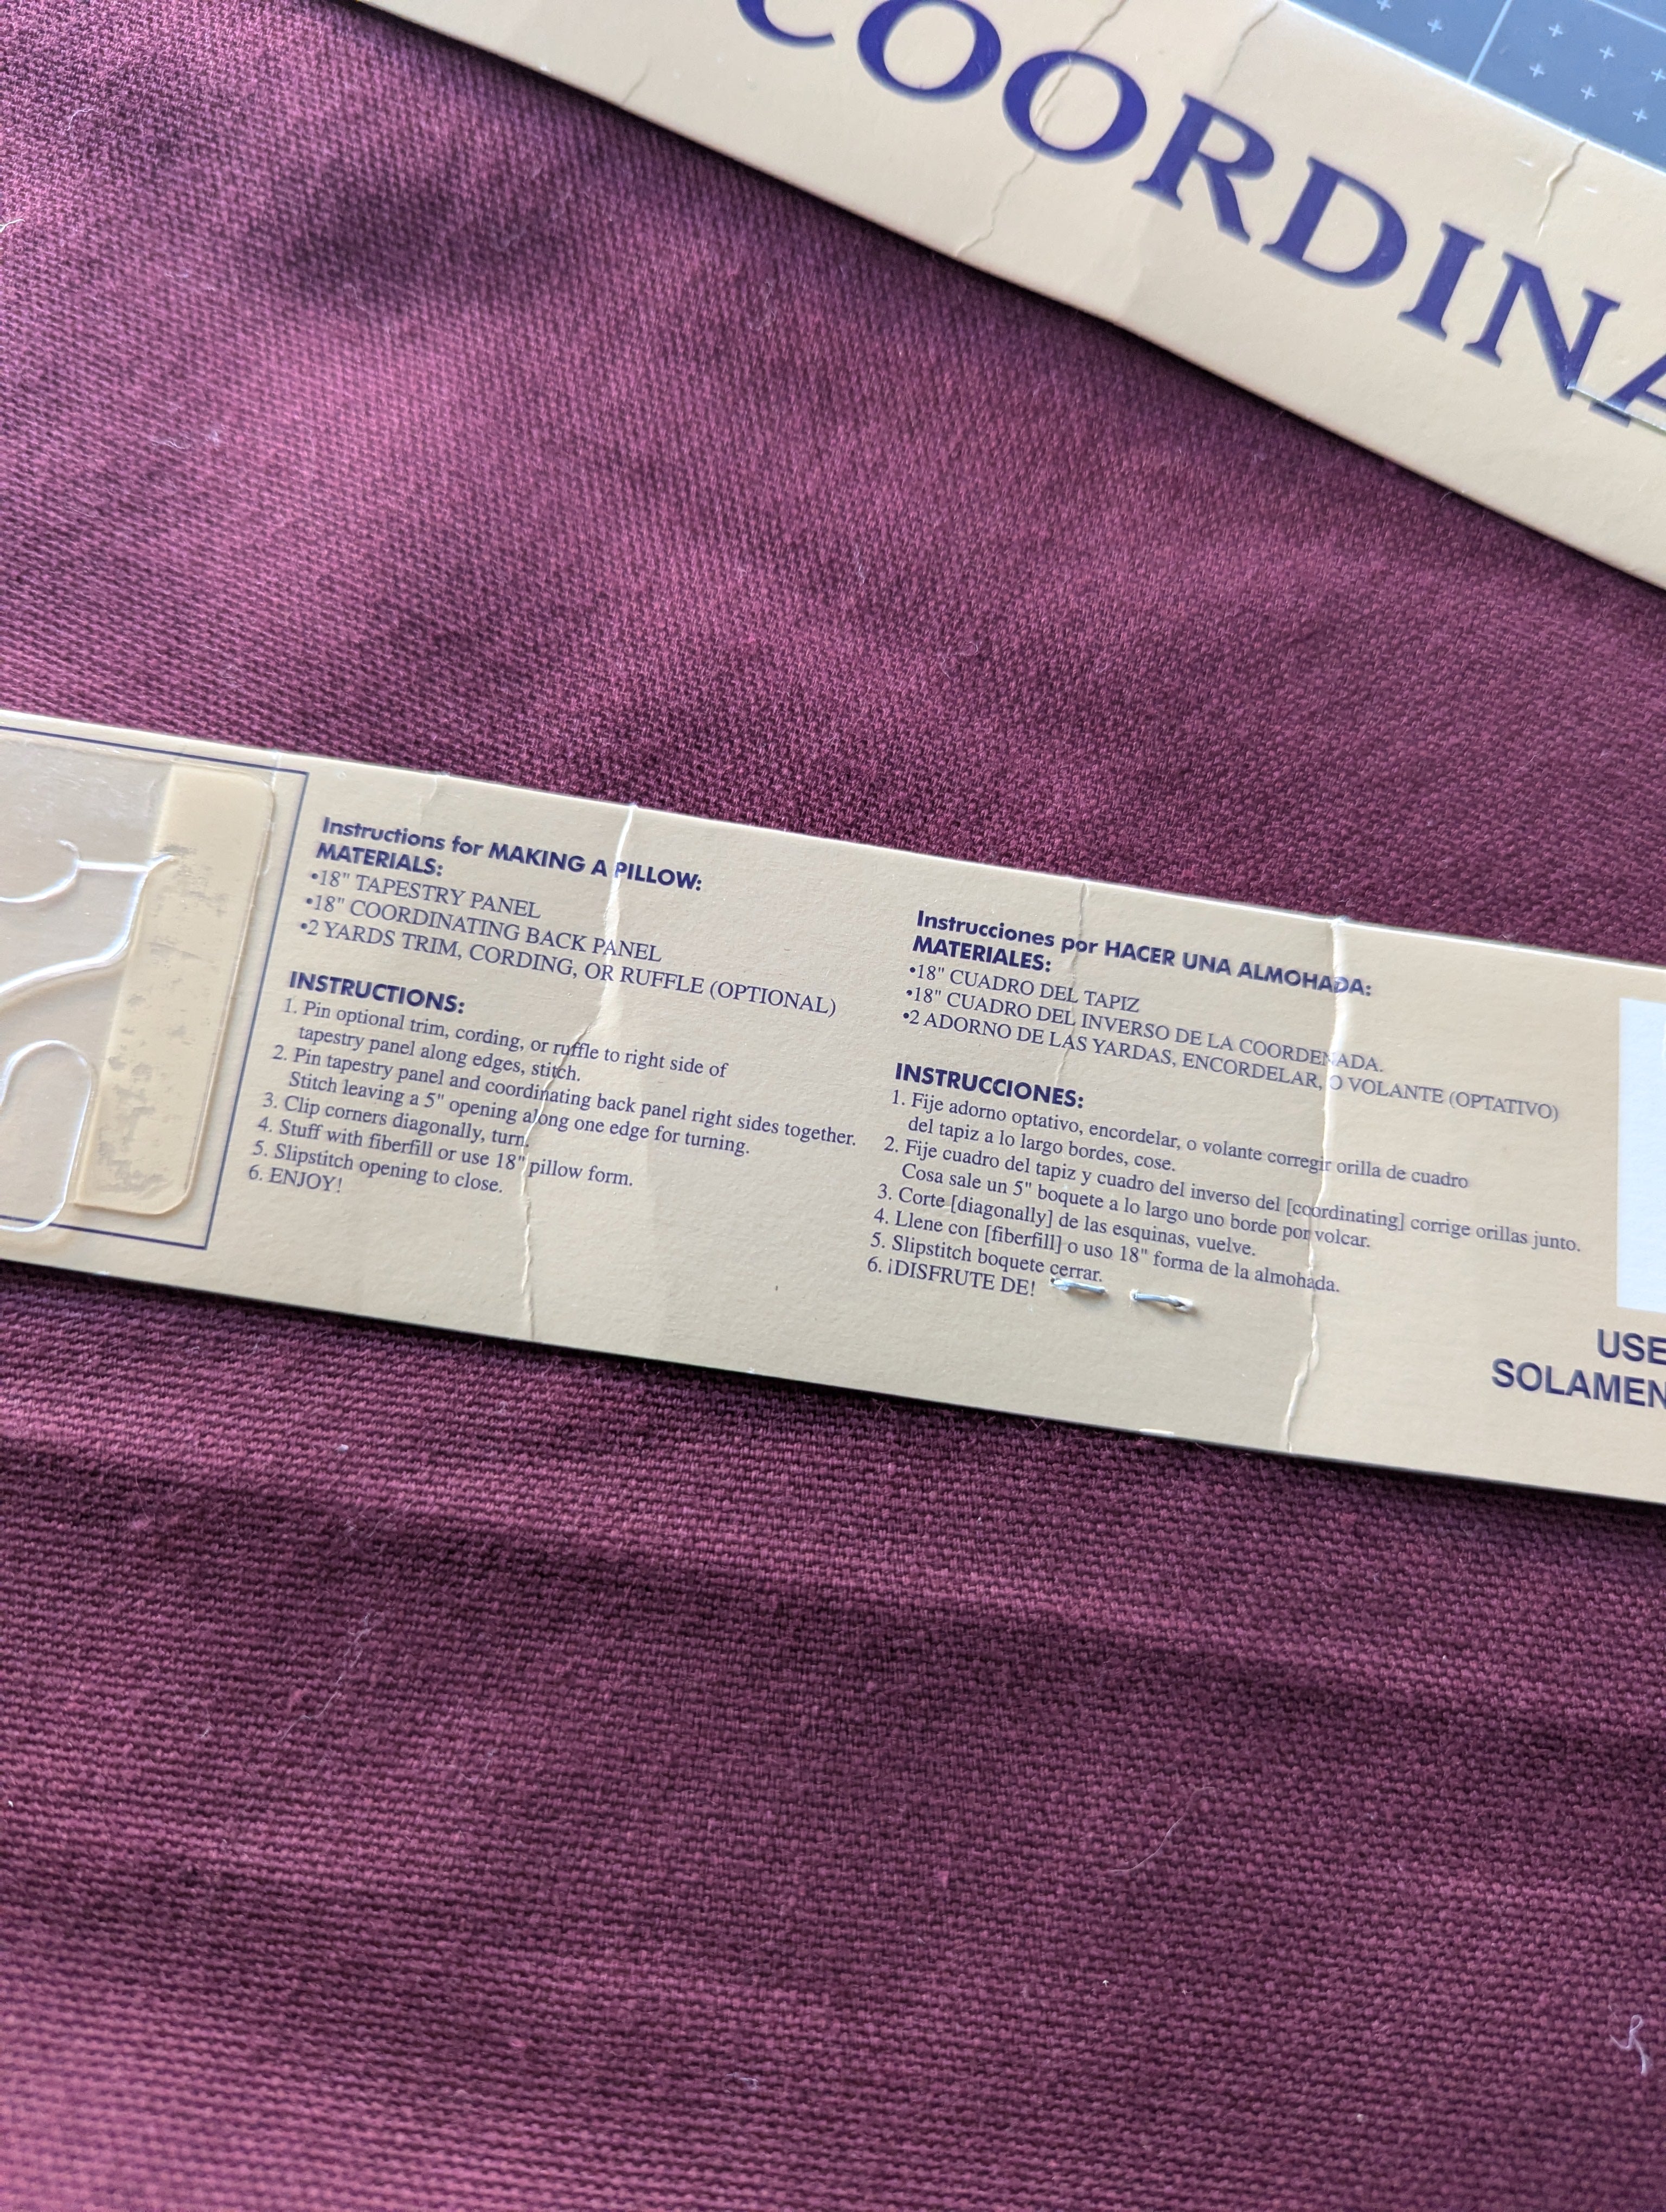 COORDINA
Instructions for MAKING A PILLOW:
MATERIALS:
•18" TAPESTRY PANEL
•18" COORDINATING BACK PANEL
•2 YARDS TRIM, CORDING, OR RUFFLE (OPTIONAL)
INSTRUCTIONS:
1. Pin optional trim, cording, or ruffle to right side of
tapestry panel along edges, stitch.
2. Pin tapestry panel and coordinating back panel right sides together.
Stitch leaving a 5" opening along one edge for turning.
3. Clip corners diagonally, turn.
4. Stuff with fiberfill or use 18" pillow form.
5. Slipstitch opening to close.
6. ENJOY!
Instrucciones por HACER UNA ALMOHADA:
MATERIALES:
•18" CUADRO DEL TAPIZ
•18" CUADRO DEL INVERSO DE LA COORDENADA.
•2 ADORNO DE LAS YARDAS, ENCORDELAR, O VOLANTE (OPTATIVO)
INSTRUCCIONES:
1. Fije adorno optativo, encordelar, o volante corregir orilla de cuadro
del tapiz a lo largo bordes, cose.
2. Fije cuadro del tapiz y cuadro del inverso del [coordinating] corrige orillas junto.
Cosa sale un 5" boquete a lo largo uno borde por volcar.
3. Corte [diagonally] de las esquinas, vuelve.
4. Llene con [fiberfill] o uso 18" forma de la almohada.
5. Slipstitch boquete cerrar.
6. ¡DISFRUTE DE!
USE
SOLAMEN